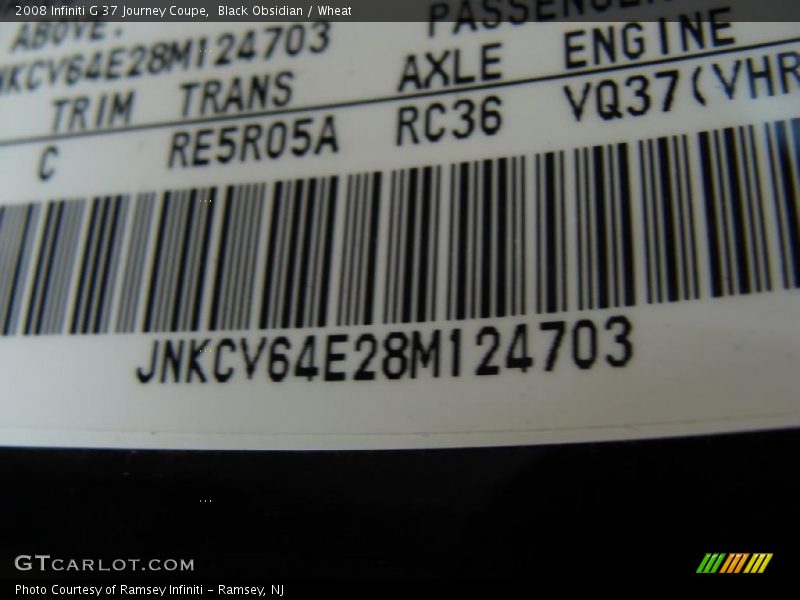 2008 Infiniti G 37 Journey Coupe,  Black Obsidian / Wheat
ABOVE.
JNKCV64E28M124703
TRIM TRANS AXLE ENGINE
C RE5R05A RC36 VQ37(VHR
JNKCV64E28M124703
GTCARLOT.COM
Photo Courtesy of Ramsey Infiniti - Ramsey, NJ